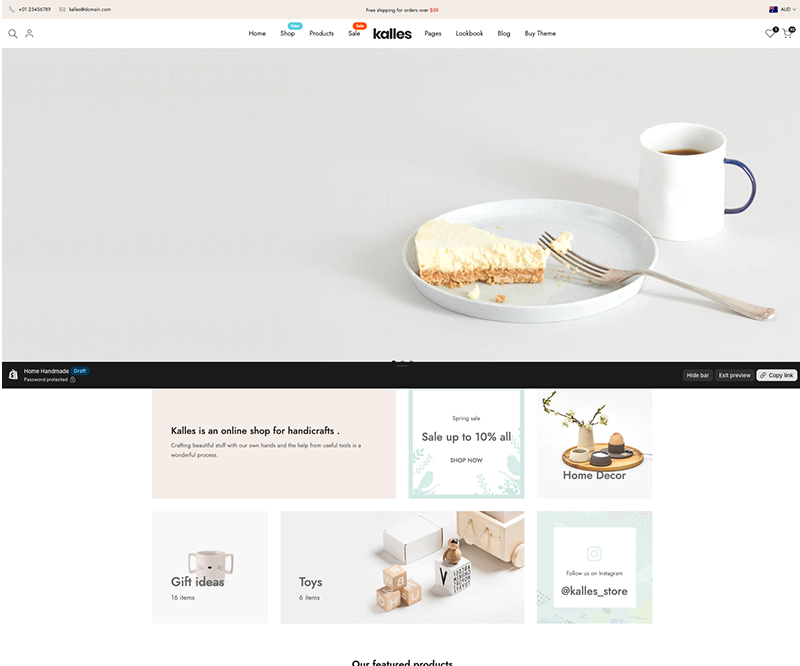 +01 23456789 kalles@domain.com
Free shipping for orders over $59
AUD
New
Sale
Home Shop Products Sale kalles Pages Lookbook Blog Buy Theme
Home Handmade Draft
Password protected
Hide bar Exit preview Copy link
Kalles is an online shop for handicrafts .
Crafting beautiful stuff with our own hands and the help from useful tools is a
wonderful process.
Spring sale
Sale up to 10% all
SHOP NOW
Home Decor
Gift ideas
16 items
Toys
6 items
Follow us on Instagram
@kalles_store
Our featured products